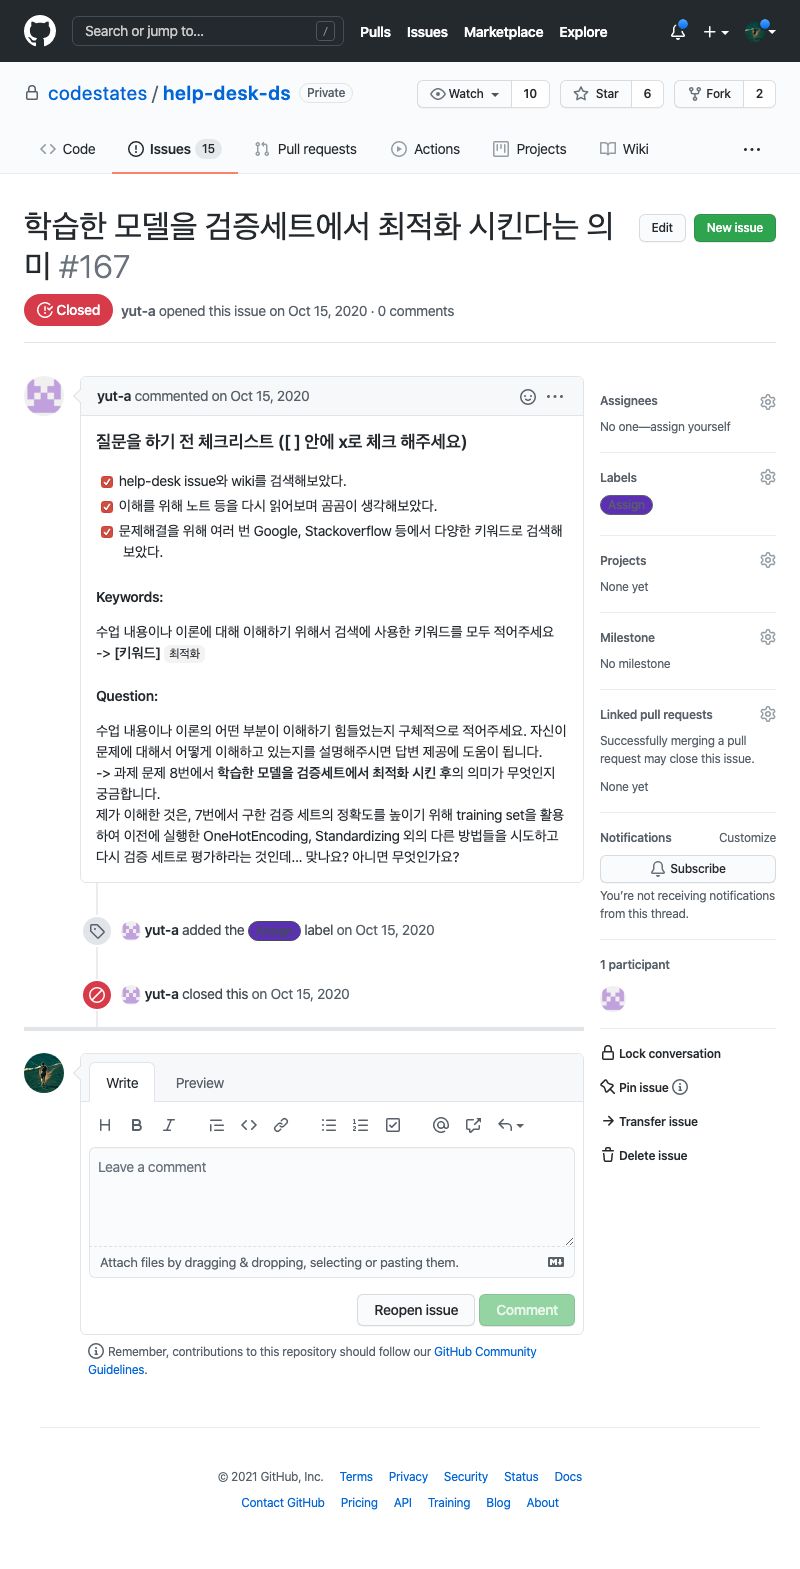 Search or jump to... /
Pulls Issues Marketplace Explore
codestates / help-desk-ds Private
Watch 10 Star 6 Fork 2
Code Issues 15 Pull requests Actions Projects Wiki ...
학습한 모델을 검증세트에서 최적화 시킨다는 의
미 #167
Edit New issue
Closed yut-a opened this issue on Oct 15, 2020 · 0 comments
yut-a commented on Oct 15, 2020
질문을 하기 전 체크리스트 ([ ] 안에 x로 체크 해주세요)
help-desk issue와 wiki를 검색해보았다.
이해를 위해 노트 등을 다시 읽어보며 곰곰이 생각해보았다.
문제해결을 위해 여러 번 Google, Stackoverflow 등에서 다양한 키워드로 검색해
보았다.
Keywords:
수업 내용이나 이론에 대해 이해하기 위해서 검색에 사용한 키워드를 모두 적어주세요
-> [키워드] 최적화
Question:
수업 내용이나 이론의 어떤 부분이 이해하기 힘들었는지 구체적으로 적어주세요. 자신이
문제에 대해서 어떻게 이해하고 있는지를 설명해주시면 답변 제공에 도움이 됩니다.
-> 과제 문제 8번에서 학습한 모델을 검증세트에서 최적화 시킨 후의 의미가 무엇인지
궁금합니다.
제가 이해한 것은, 7번에서 구한 검증 세트의 정확도를 높이기 위해 training set을 활용
하여 이전에 실행한 OneHotEncoding, Standardizing 외의 다른 방법들을 시도하고
다시 검증 세트로 평가하라는 것인데... 맞나요? 아니면 무엇인가요?
yut-a added the Assign label on Oct 15, 2020
yut-a closed this on Oct 15, 2020
Assignees
No one—assign yourself
Labels
Assign
Projects
None yet
Milestone
No milestone
Linked pull requests
Successfully merging a pull
request may close this issue.
None yet
Notifications Customize
Subscribe
You're not receiving notifications
from this thread.
1 participant
Lock conversation
Pin issue
Transfer issue
Delete issue
Write Preview
Leave a comment
Attach files by dragging & dropping, selecting or pasting them.
Reopen issue Comment
Remember, contributions to this repository should follow our GitHub Community
Guidelines.
© 2021 GitHub, Inc. Terms Privacy Security Status Docs
Contact GitHub Pricing API Training Blog About